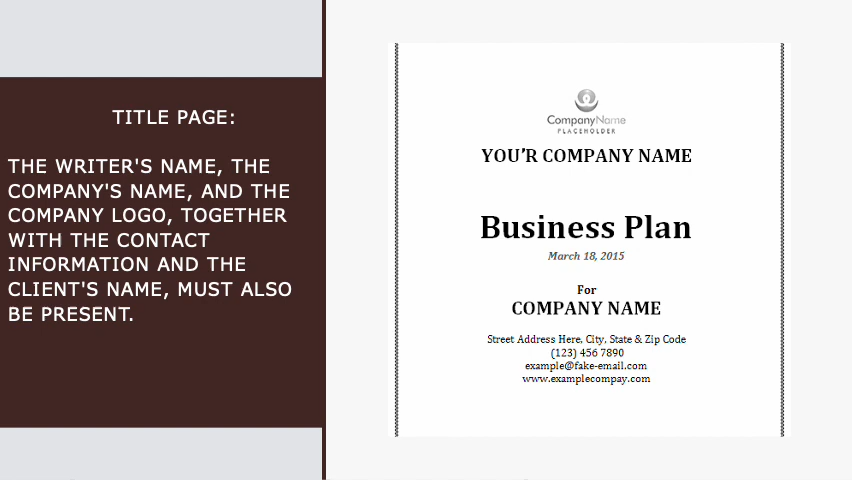 TITLE PAGE:
THE WRITER'S NAME, THE
COMPANY'S NAME, AND THE
COMPANY LOGO, TOGETHER
WITH THE CONTACT
INFORMATION AND THE
CLIENT'S NAME, MUST ALSO
BE PRESENT.
CompanyName
PLACEHOLDER
YOU'R COMPANY NAME
Business Plan
March 18, 2015
For
COMPANY NAME
Street Address Here, City, State & Zip Code
(123) 456 7890
example@fake-email.com
www.examplecompay.com